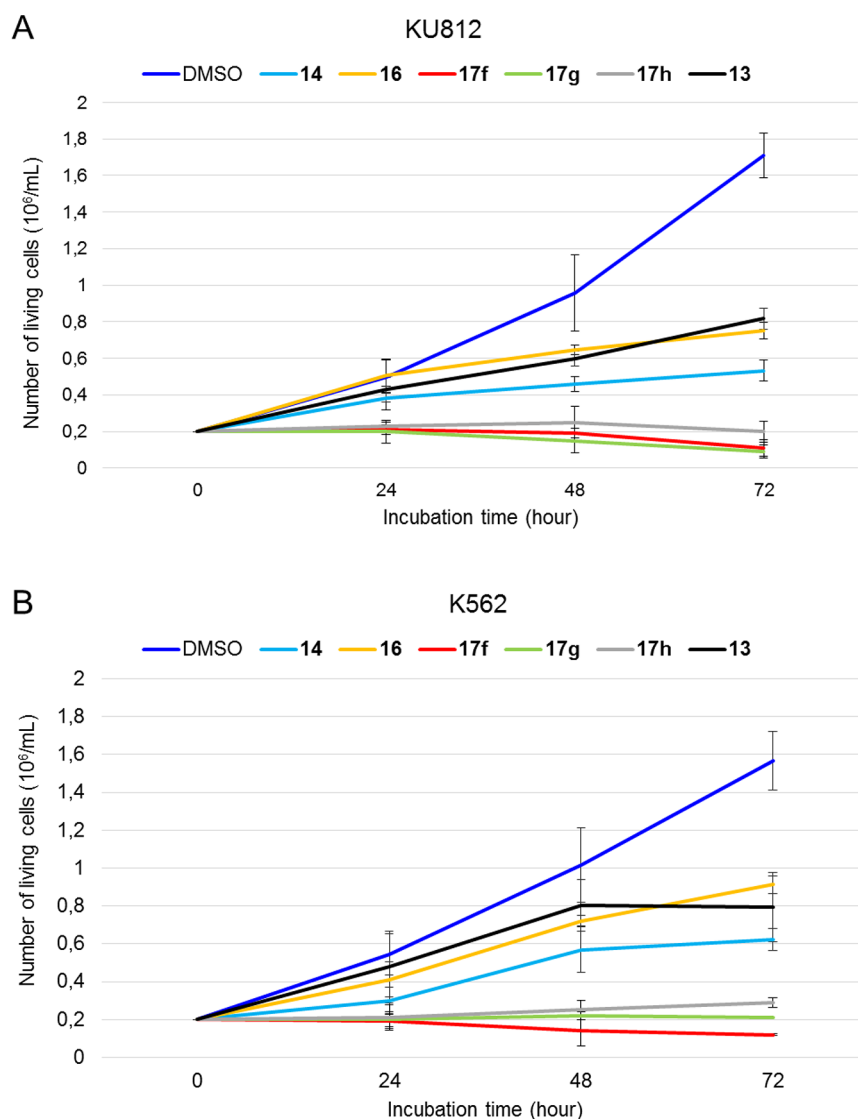 A
KU812
DMSO 14 16 17f 17g 17h 13
2
1,8
1,6
1,4
1,2
1
0,8
0,6
0,4
0,2
0
Number of living cells (10⁶/mL)
0 24 48 72
Incubation time (hour)
B
K562
DMSO 14 16 17f 17g 17h 13
2
1,8
1,6
1,4
1,2
1
0,8
0,6
0,4
0,2
0
Number of living cells (10⁶/mL)
0 24 48 72
Incubation time (hour)